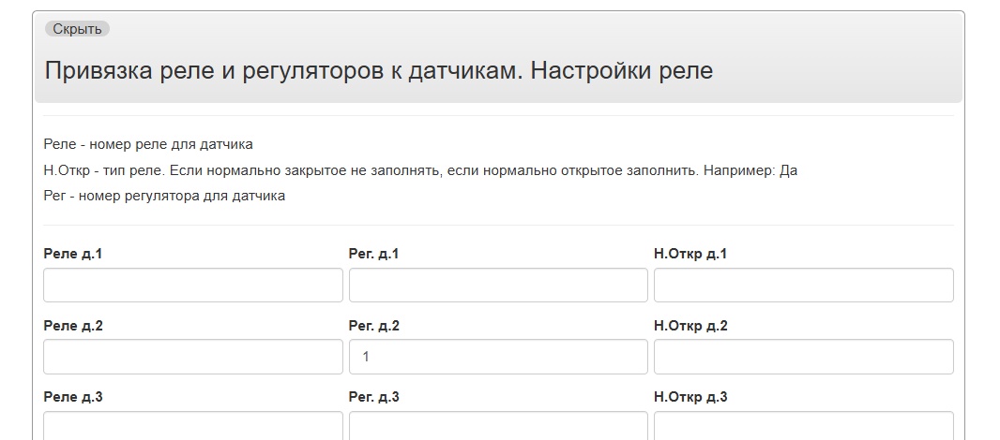 Скрыть
Привязка реле и регуляторов к датчикам. Настройки реле
Реле - номер реле для датчика
Н.Откр - тип реле. Если нормально закрытое не заполнять, если нормально открытое заполнить. Например: Да
Рег - номер регулятора для датчика
Реле д.1 Рег. д.1 Н.Откр д.1
Реле д.2 Рег. д.2 Н.Откр д.2
1
Реле д.3 Рег. д.3 Н.Откр д.3